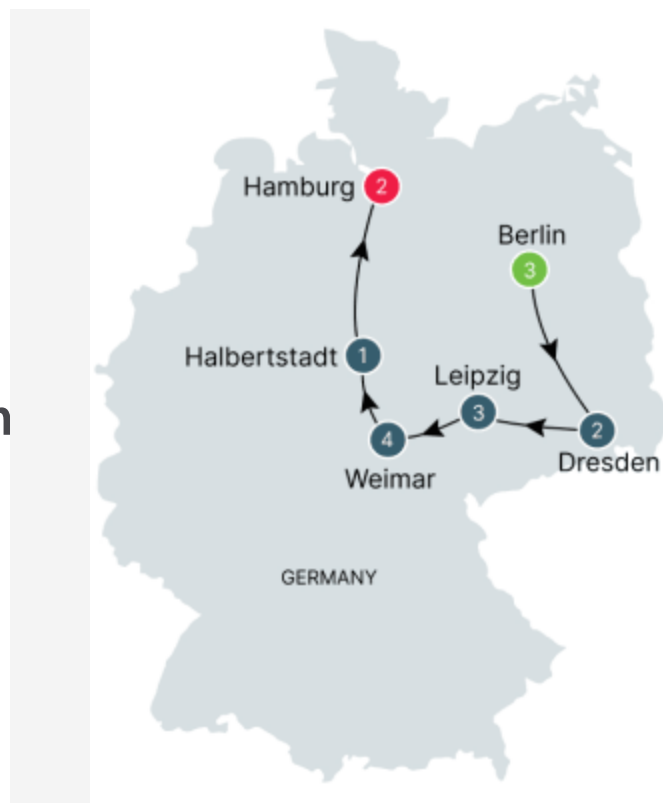 Hamburg 2
Berlin
3
Halbertstadt 1
Leipzig
3
2
4
Dresden
Weimar
GERMANY